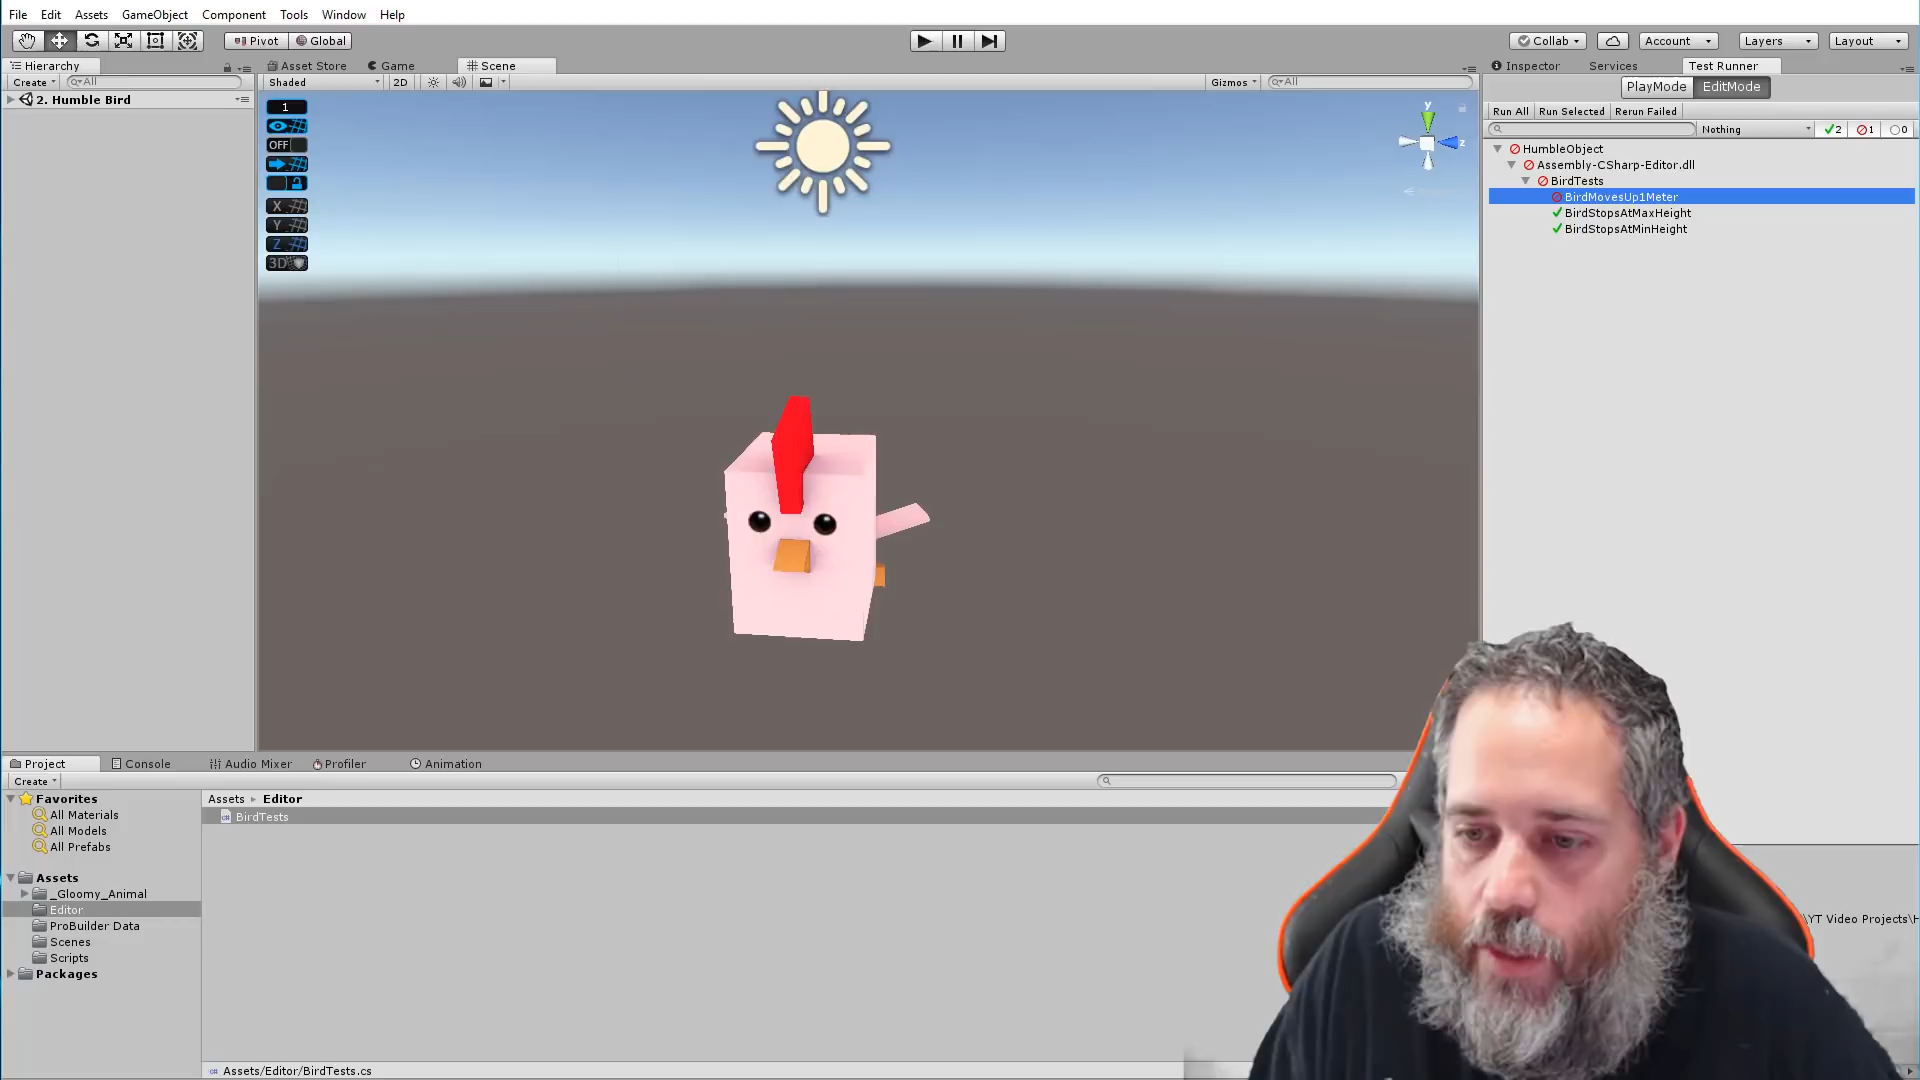 File Edit Assets GameObject Component Tools Window Help
Pivot Global Collab Account Layers Layout
Hierarchy Asset Store Game Scene Inspector Services Test Runner
Create All Shaded 2D Gizmos All PlayMode EditMode
2. Humble Bird
1
OFF
X
Y
Z
3D
y
z
Run All Run Selected Rerun Failed
Nothing 2 1 0
HumbleObject
Assembly-CSharp-Editor.dll
BirdTests
BirdMovesUp1Meter
BirdStopsAtMaxHeight
BirdStopsAtMinHeight
Project Console Audio Mixer Profiler Animation
Create
Favorites
All Materials
All Models
All Prefabs
Assets
_Gloomy_Animal
Editor
ProBuilder Data
Scenes
Scripts
Packages
Assets Editor
BirdTests
\YT Video Projects\H
Assets/Editor/BirdTests.cs